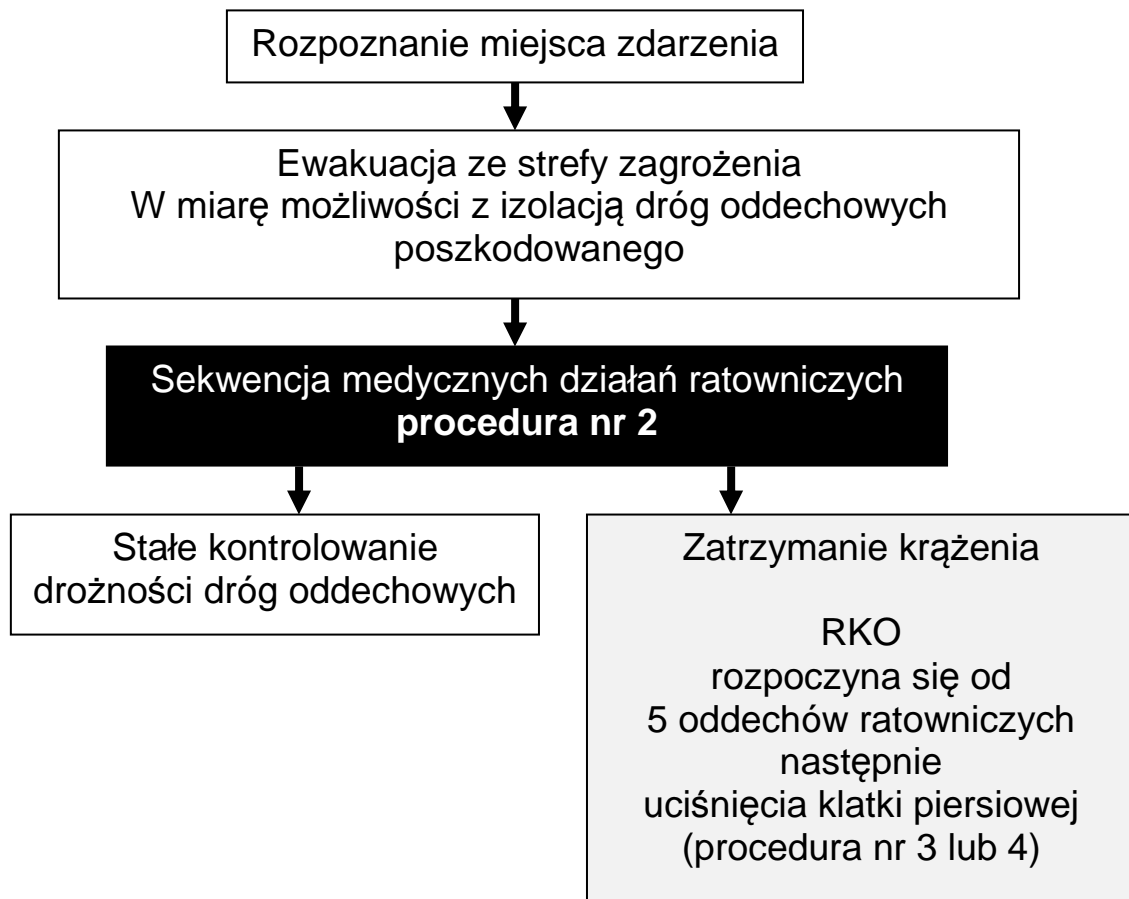 Rozpoznanie miejsca zdarzenia
Ewakuacja ze strefy zagrożenia
W miarę możliwości z izolacją dróg oddechowych
poszkodowanego
Sekwencja medycznych działań ratowniczych
procedura nr 2
Stałe kontrolowanie
drożności dróg oddechowych
Zatrzymanie krążenia
RKO
rozpoczyna się od
5 oddechów ratowniczych
następnie
uciśnięcia klatki piersiowej
(procedura nr 3 lub 4)